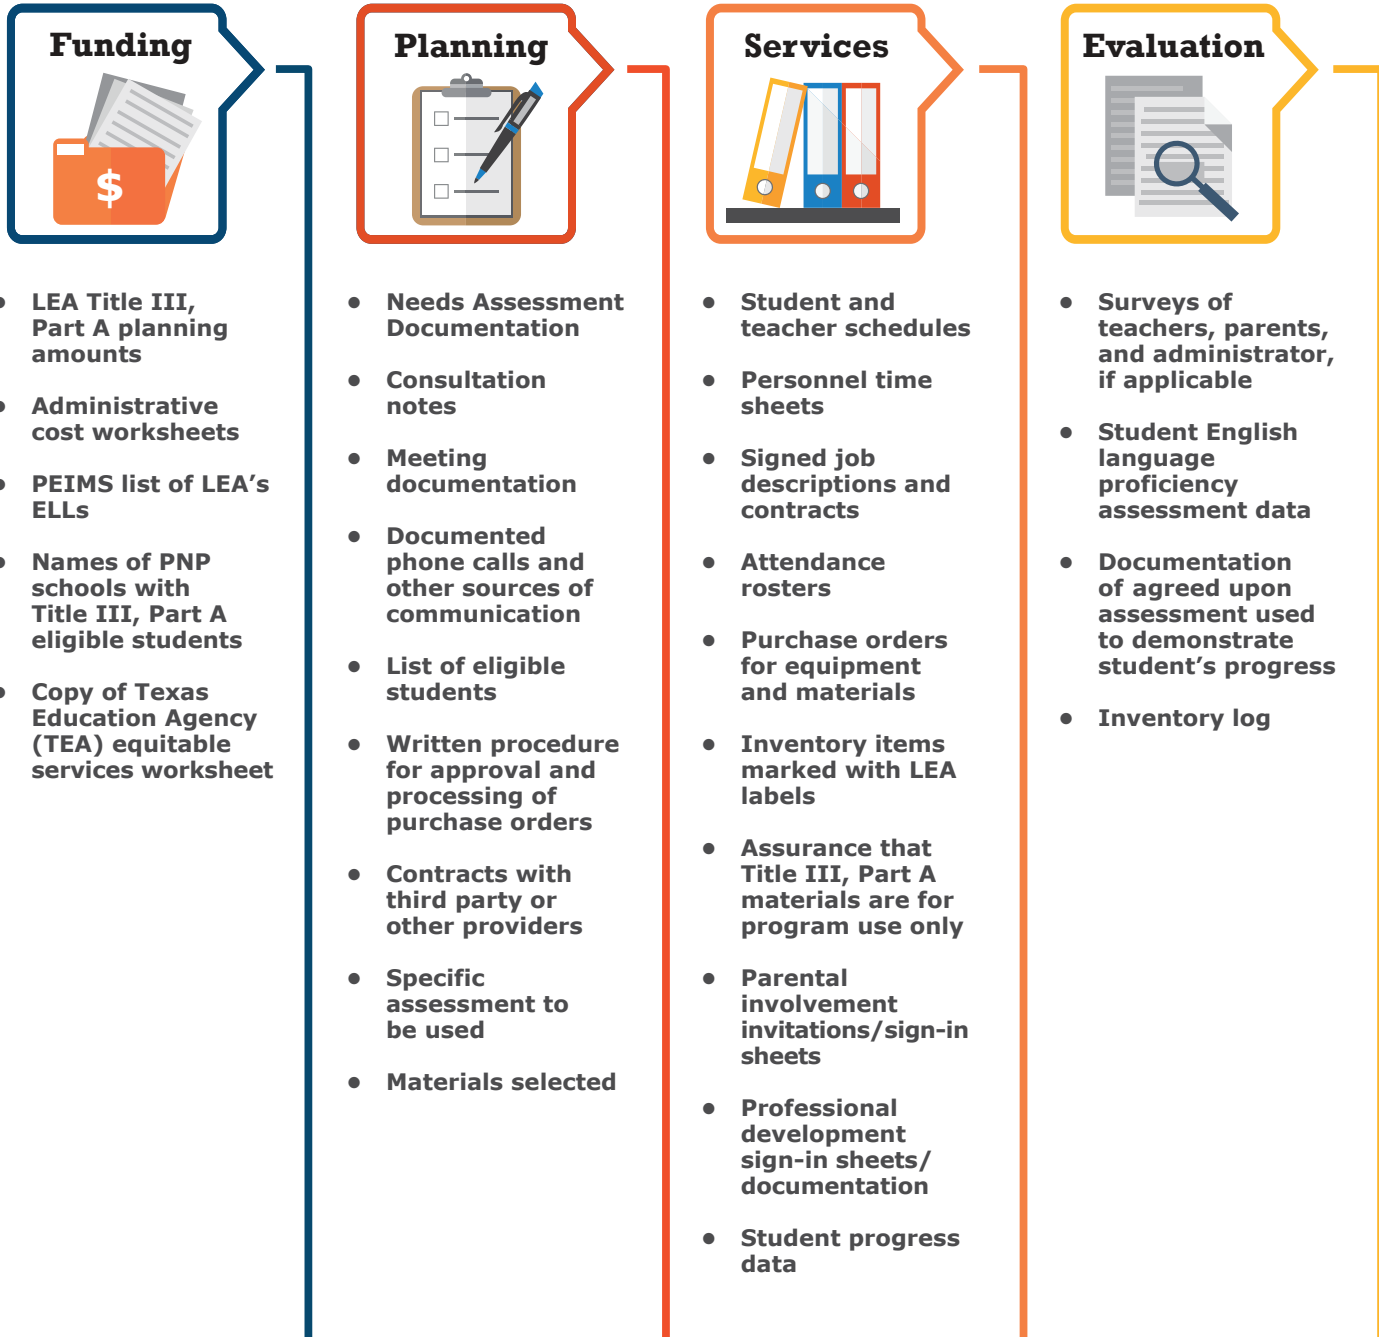 Funding
$
• LEA Title III,
Part A planning
amounts
• Administrative
cost worksheets
• PEIMS list of LEA’s
ELLs
• Names of PNP
schools with
Title III, Part A
eligible students
• Copy of Texas
Education Agency
(TEA) equitable
services worksheet
Planning
• Needs Assessment
Documentation
• Consultation
notes
• Meeting
documentation
• Documented
phone calls and
other sources of
communication
• List of eligible
students
• Written procedure
for approval and
processing of
purchase orders
• Contracts with
third party or
other providers
• Specific
assessment to
be used
• Materials selected
Services
• Student and
teacher schedules
• Personnel time
sheets
• Signed job
descriptions and
contracts
• Attendance
rosters
• Purchase orders
for equipment
and materials
• Inventory items
marked with LEA
labels
• Assurance that
Title III, Part A
materials are for
program use only
• Parental
involvement
invitations/sign-in
sheets
• Professional
development
sign-in sheets/
documentation
• Student progress
data
Evaluation
• Surveys of
teachers, parents,
and administrator,
if applicable
• Student English
language
proficiency
assessment data
• Documentation
of agreed upon
assessment used
to demonstrate
student’s progress
• Inventory log